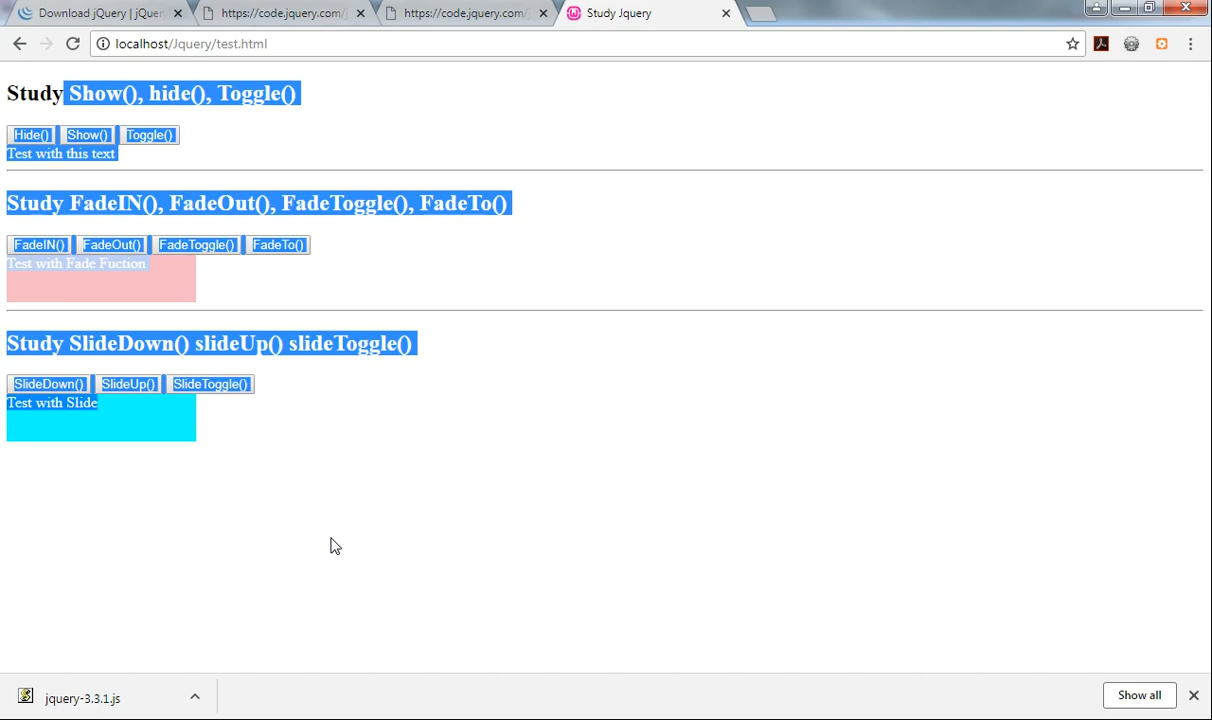 Download jQuery | jQuer
https://code.jquery.com/j
https://code.jquery.com/
Study Jquery
localhost/Jquery/test.html
Study Show(), hide(), Toggle()
Hide() Show() Toggle()
Test with this text
Study FadeIN(), FadeOut(), FadeToggle(), FadeTo()
FadeIN() FadeOut() FadeToggle() FadeTo()
Test with Fade Fuction
Study SlideDown() slideUp() slideToggle()
SlideDown() SlideUp() SlideToggle()
Test with Slide
jquery-3.3.1.js
Show all